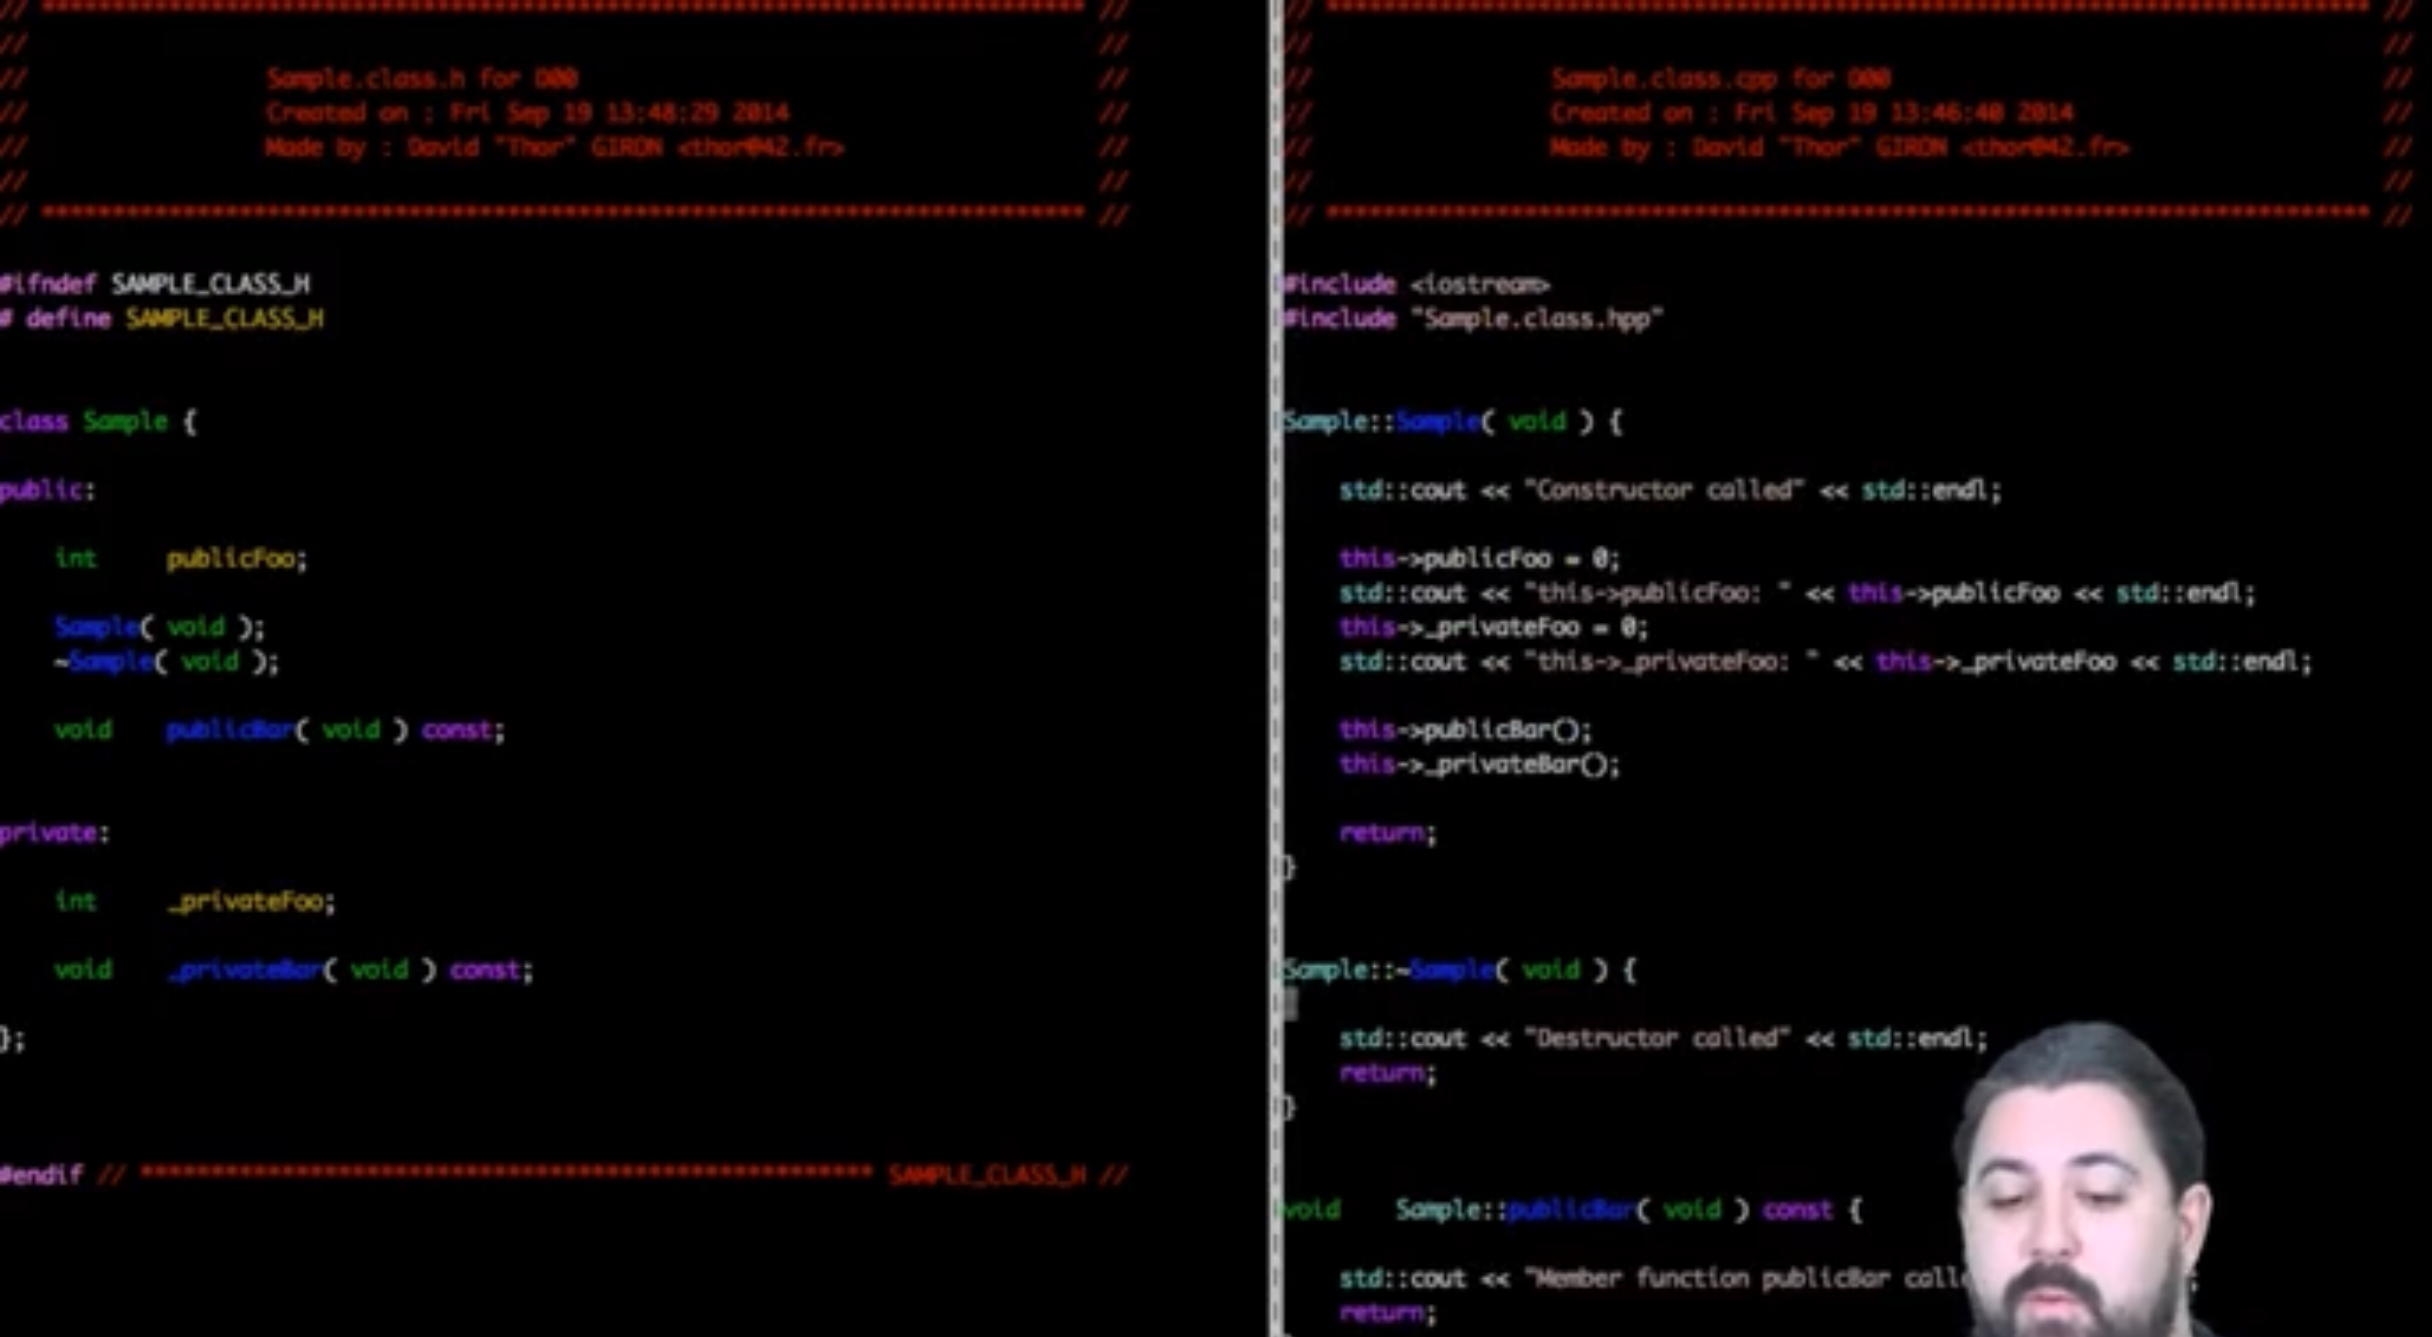 // ************************************************************************** //
// //
// Sample.class.h for D00 //
// Created on : Fri Sep 19 13:48:29 2014 //
// Made by : David "Thor" GIRON <thor@42.fr> //
// //
// ************************************************************************** //
#ifndef SAMPLE_CLASS_H
# define SAMPLE_CLASS_H
class Sample {
public:
int publicFoo;
Sample( void );
~Sample( void );
void publicBar( void ) const;
private:
int _privateFoo;
void _privateBar( void ) const;
};
#endif // **************************************************** SAMPLE_CLASS_H //
// ************************************************************************** //
// //
// Sample.class.cpp for D00 //
// Created on : Fri Sep 19 13:46:40 2014 //
// Made by : David "Thor" GIRON <thor@42.fr> //
// //
// ************************************************************************** //
#include <iostream>
#include "Sample.class.hpp"
Sample::Sample( void ) {
std::cout << "Constructor called" << std::endl;
this->publicFoo = 0;
std::cout << "this->publicFoo: " << this->publicFoo << std::endl;
this->_privateFoo = 0;
std::cout << "this->_privateFoo: " << this->_privateFoo << std::endl;
this->publicBar();
this->_privateBar();
return;
}
Sample::~Sample( void ) {
std::cout << "Destructor called" << std::endl;
return;
}
void Sample::publicBar( void ) const {
std::cout << "Member function publicBar
return;